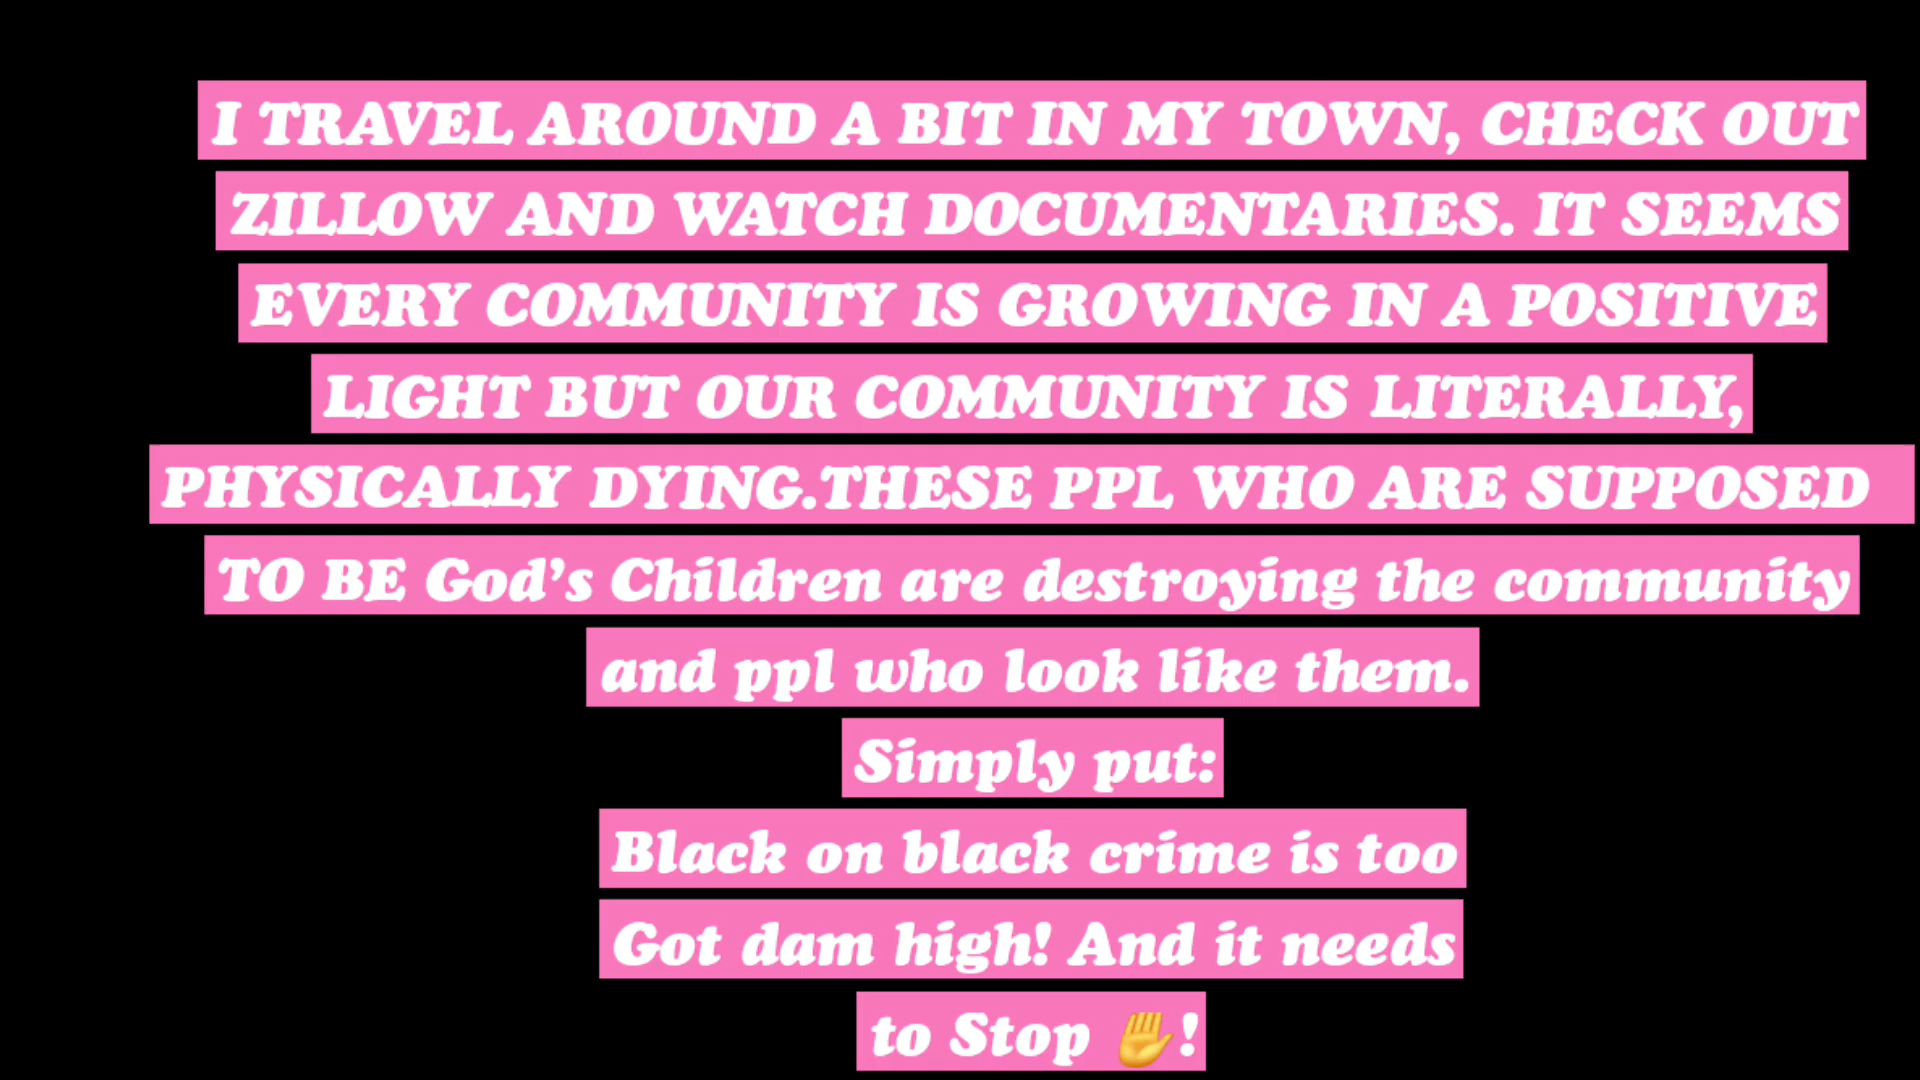 I TRAVEL AROUND A BIT IN MY TOWN, CHECK OUT
ZILLOW AND WATCH DOCUMENTARIES. IT SEEMS
EVERY COMMUNITY IS GROWING IN A POSITIVE
LIGHT BUT OUR COMMUNITY IS LITERALLY,
PHYSICALLY DYING.THESE PPL WHO ARE SUPPOSED
TO BE God’s Children are destroying the community
and ppl who look like them.
Simply put:
Black on black crime is too
Got dam high! And it needs
to Stop ✋!